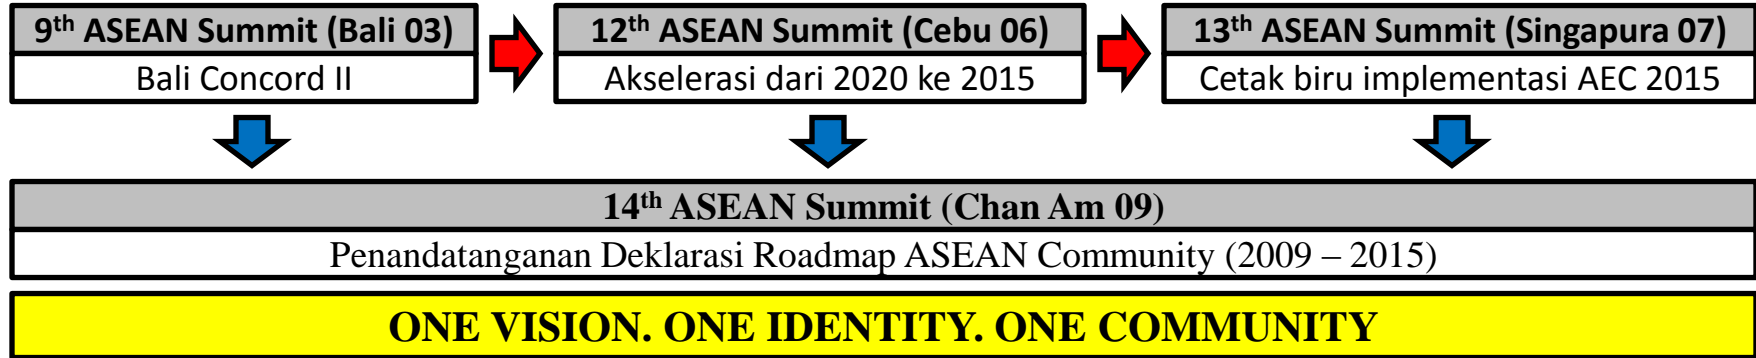 9th ASEAN Summit (Bali 03)
Bali Concord II
12th ASEAN Summit (Cebu 06)
Akselerasi dari 2020 ke 2015
13th ASEAN Summit (Singapura 07)
Cetak biru implementasi AEC 2015
14th ASEAN Summit (Chan Am 09)
Penandatanganan Deklarasi Roadmap ASEAN Community (2009 – 2015)
ONE VISION. ONE IDENTITY. ONE COMMUNITY